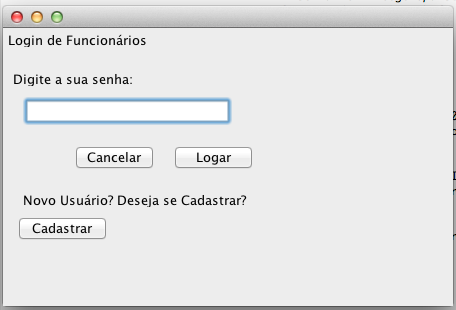 Login de Funcionários
Digite a sua senha:
Cancelar Logar
Novo Usuário? Deseja se Cadastrar?
Cadastrar